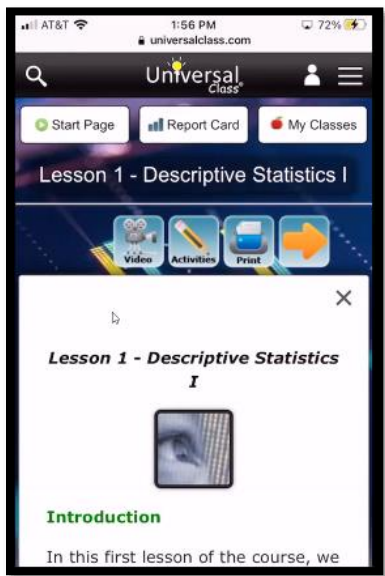 AT&T 1:56 PM 72%
universalclass.com
Universal
Class®
Start Page Report Card My Classes
Lesson 1 - Descriptive Statistics I
Video Activities Print
Lesson 1 - Descriptive Statistics
I
Introduction
In this first lesson of the course, we